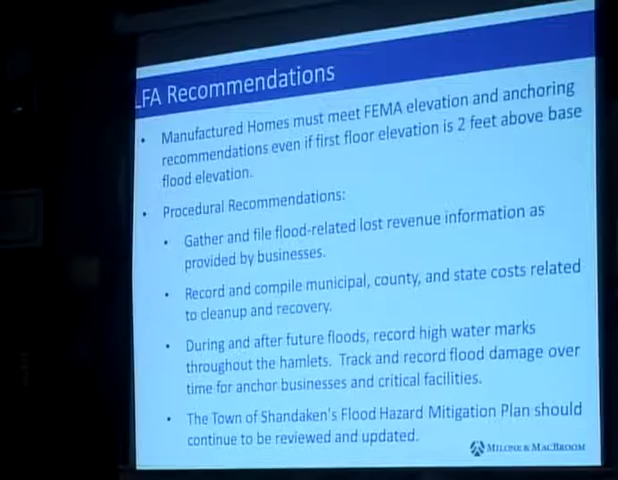 LFA Recommendations
• Manufactured Homes must meet FEMA elevation and anchoring
recommendations even if first floor elevation is 2 feet above base
flood elevation.
• Procedural Recommendations:
• Gather and file flood-related lost revenue information as
provided by businesses.
• Record and compile municipal, county, and state costs related
to cleanup and recovery.
• During and after future floods, record high water marks
throughout the hamlets. Track and record flood damage over
time for anchor businesses and critical facilities.
• The Town of Shandaken's Flood Hazard Mitigation Plan should
continue to be reviewed and updated.
MILONE & MACBROOM